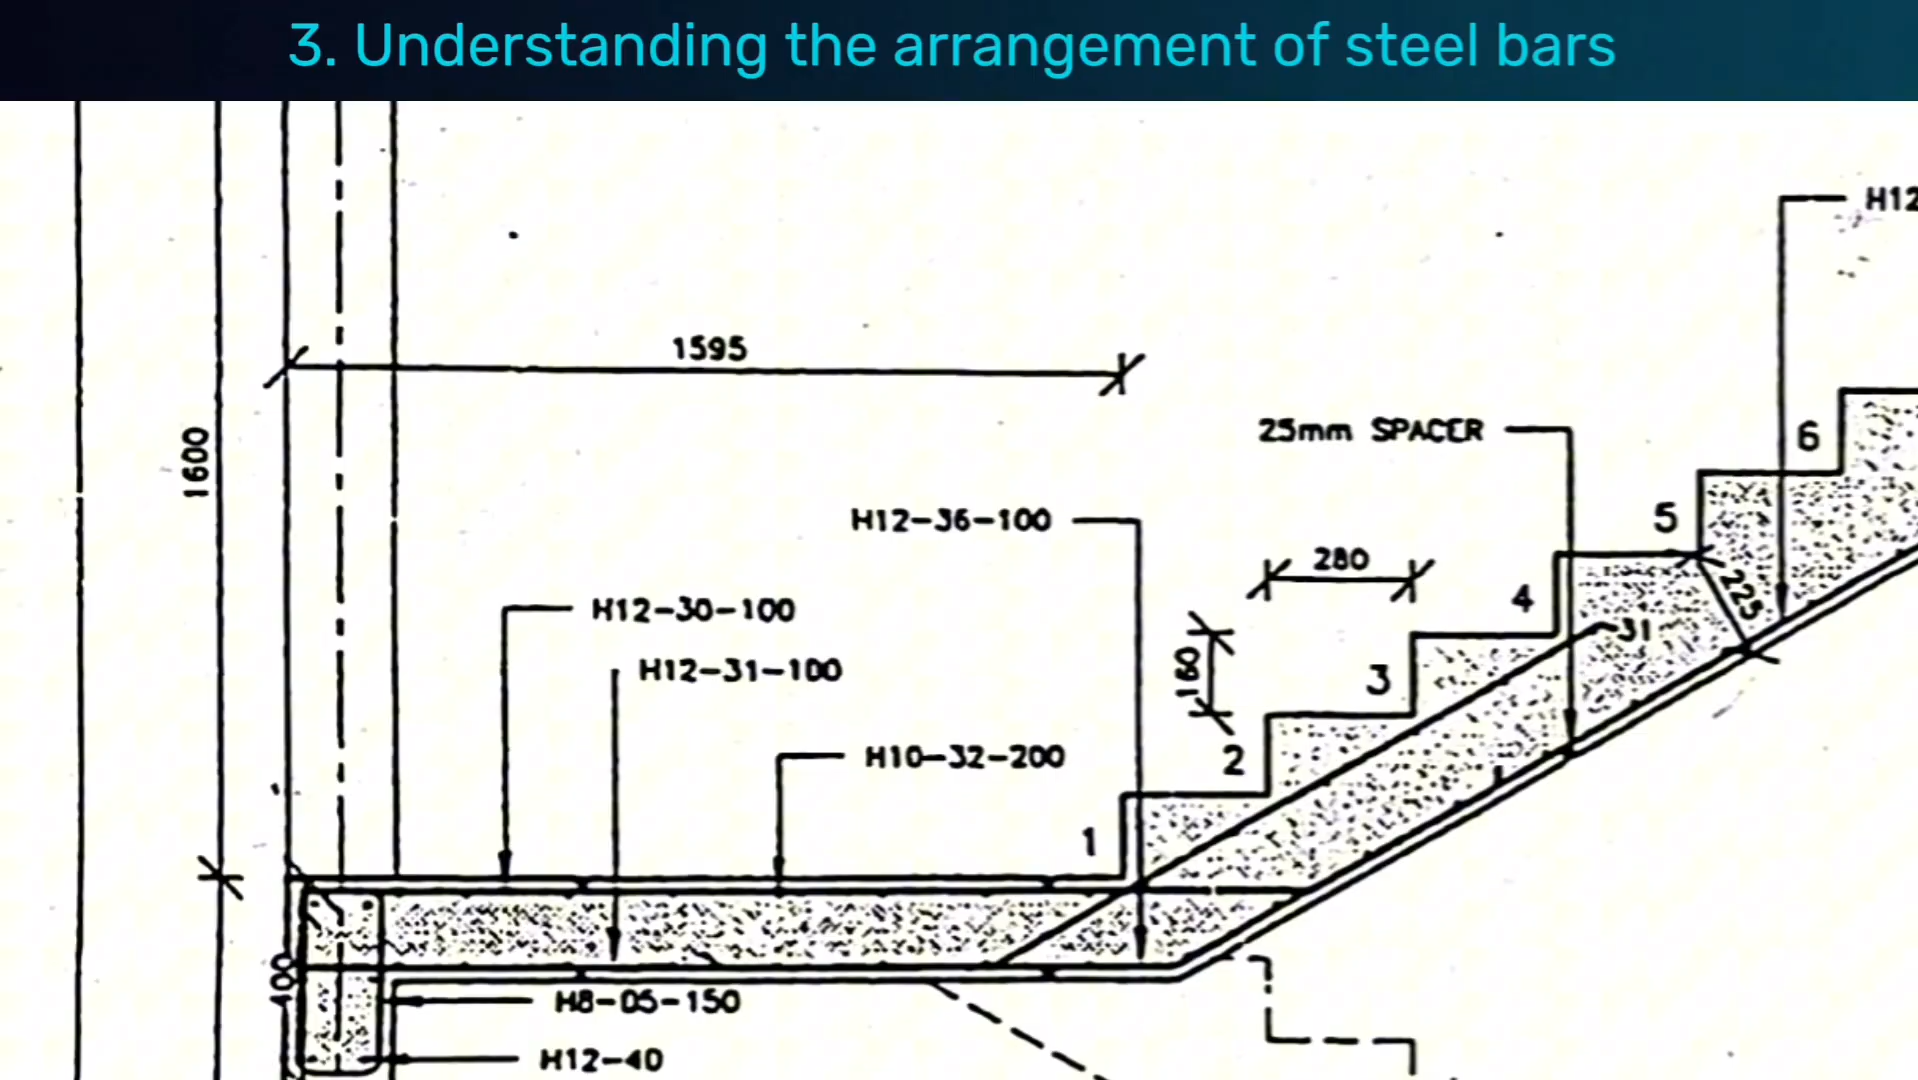 3. Understanding the arrangement of steel bars
H12
1595
1600
25mm SPACER
6
5
H12-36-100
280
4
H12-30-100
225
31
H12-31-100
160
3
H10-32-200
2
1
400
H8-05-150
H12-40